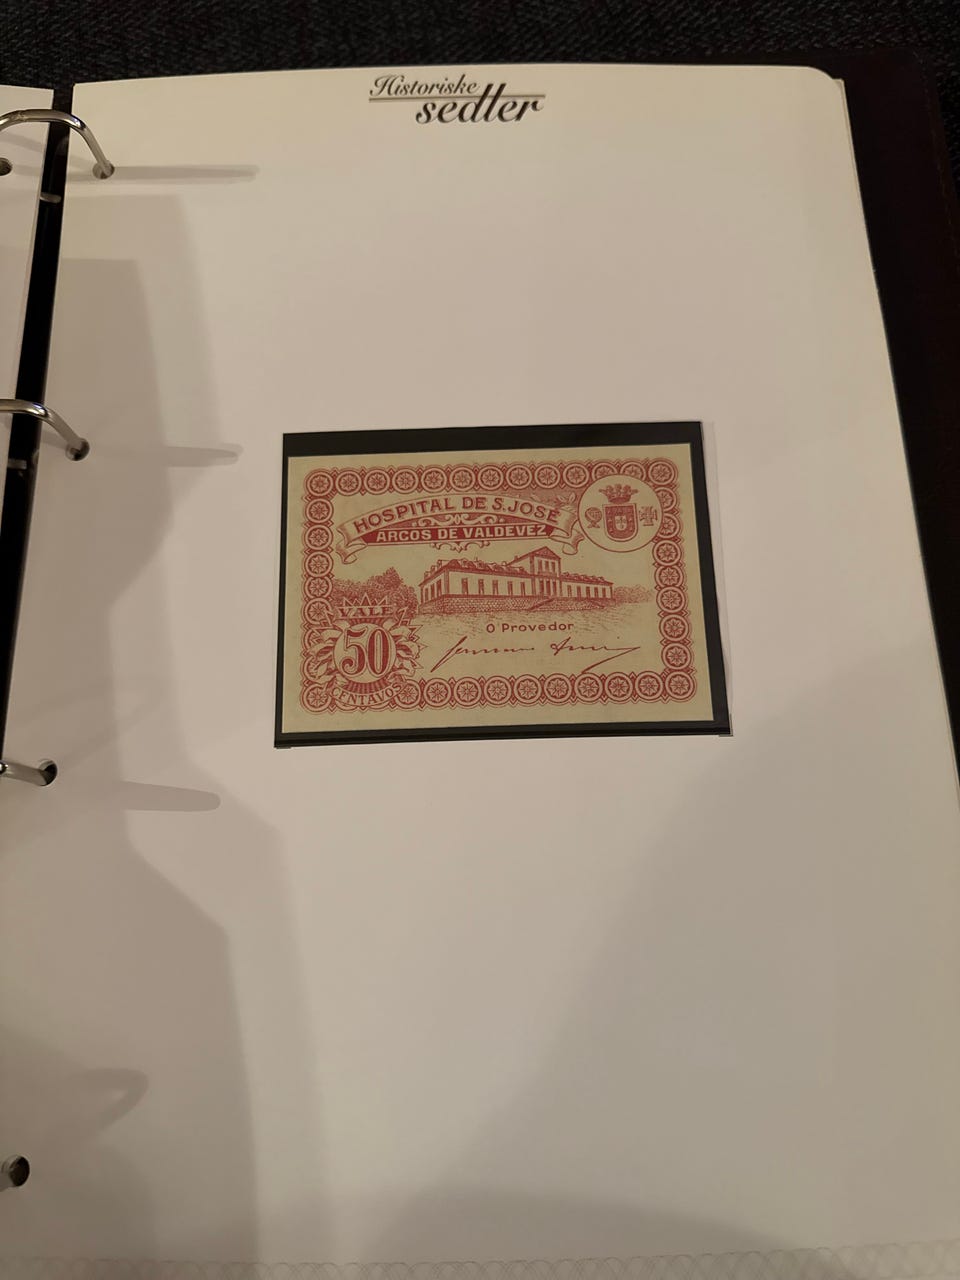 Historiske
sedler
HOSPITAL DE S. JOSÉ
ARCOS DE VALDEVEZ
VALE
50
CENTAVOS
O Provedor